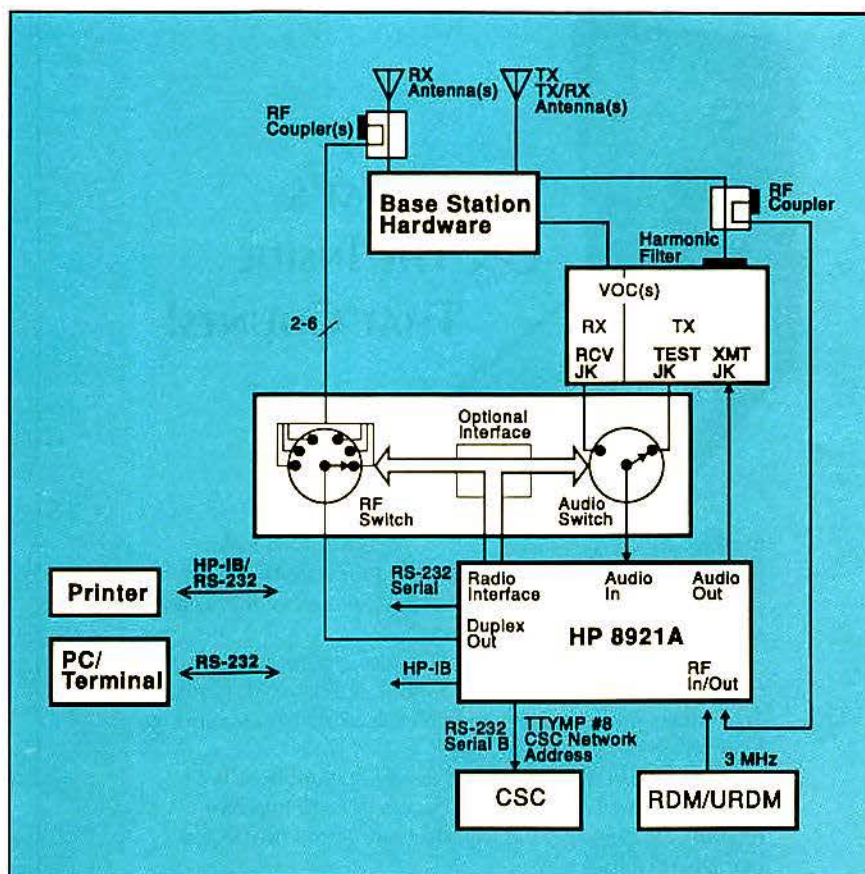 RX
Antenna(s)
TX
TX/RX
Antenna(s)
RF
Coupler(s)
Base Station
Hardware
RF
Coupler
Harmonic
Filter
VOC(s)
RX
TX
RCV
JK
TEST
JK
XMT
JK
2-6
Optional
Interface
RF
Switch
Audio
Switch
Printer
HP-IB/
RS-232
PC/
Terminal
RS-232
RS-232
Serial
HP-IB
Radio
Interface
Audio
In
Audio
Out
Duplex
Out
HP 8921A
RF
In/Out
RS-232
Serial B
TTYMP #8
CSC Network
Address
3 MHz
CSC
RDM/URDM